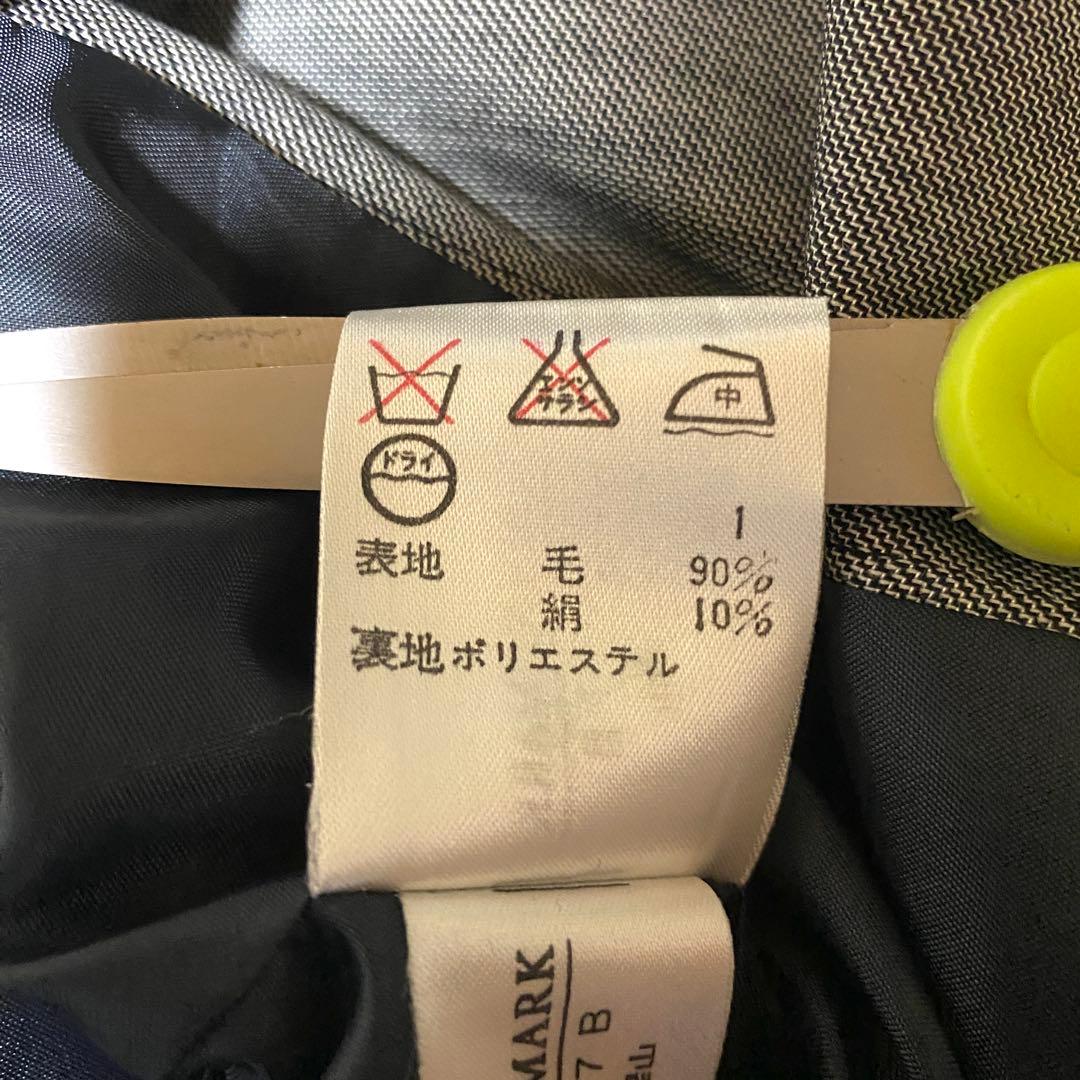 エンソ
サラシ
中
ドライ
1
表地 毛 90%
絹 10%
裏地ポリエステル
MARK
7B